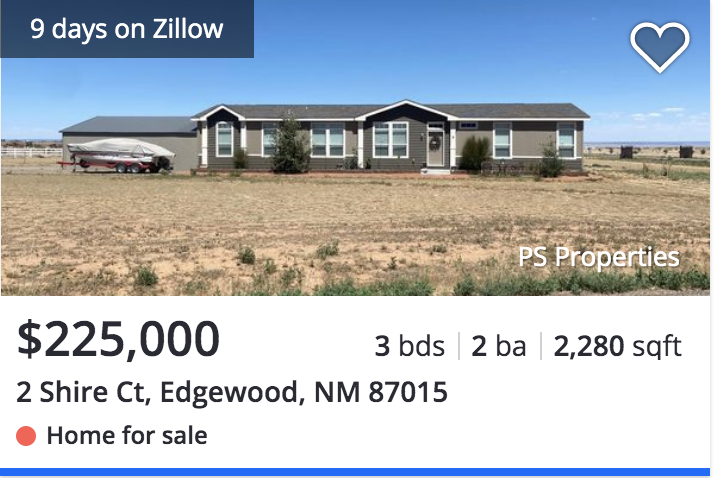 9 days on Zillow
PS Properties
$225,000 3 bds 2 ba 2,280 sqft
2 Shire Ct, Edgewood, NM 87015
Home for sale